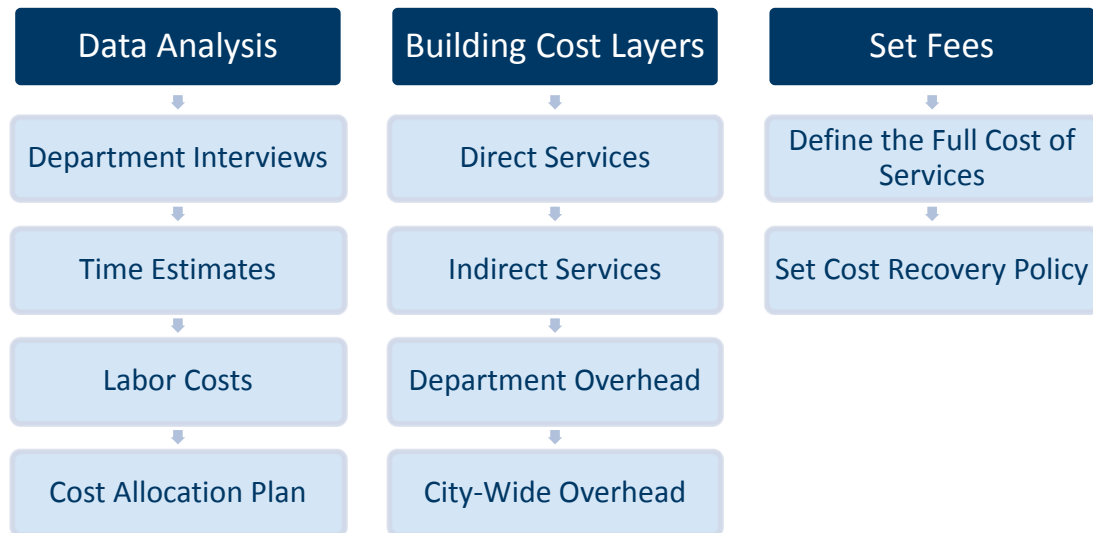 Data Analysis
Department Interviews
Time Estimates
Labor Costs
Cost Allocation Plan
Building Cost Layers
Direct Services
Indirect Services
Department Overhead
City-Wide Overhead
Set Fees
Define the Full Cost of
Services
Set Cost Recovery Policy